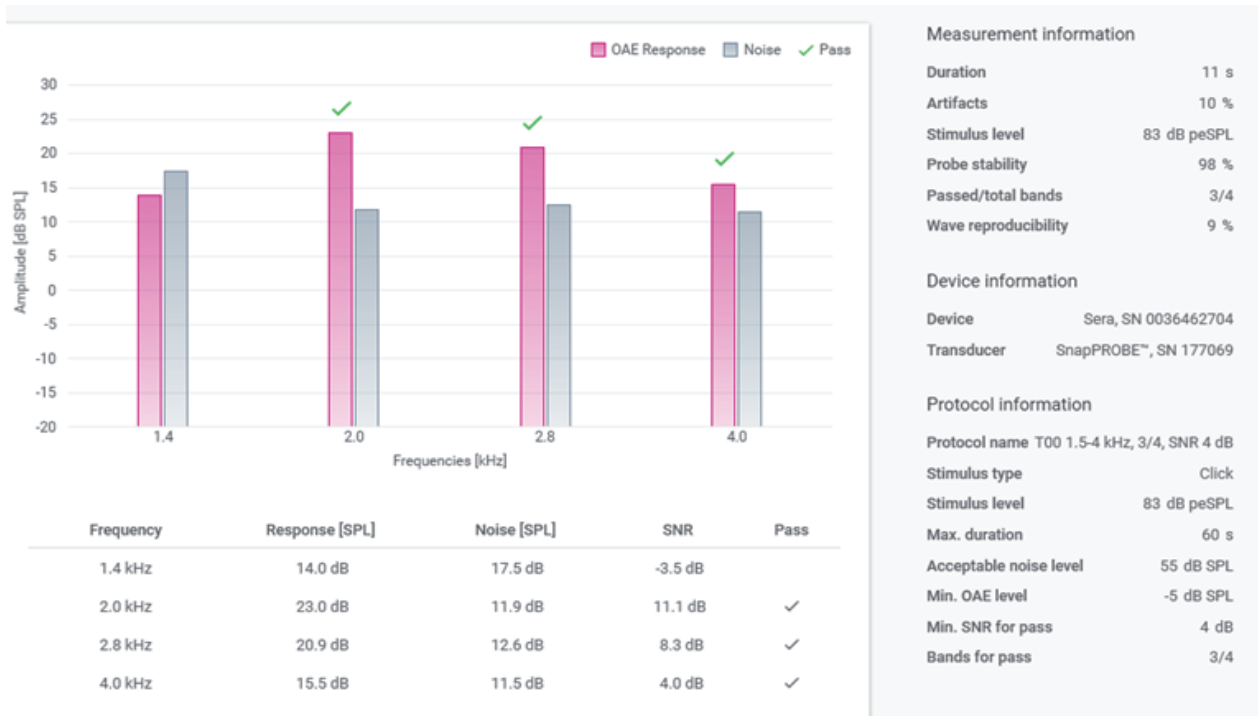 OAE Response Noise Pass
30
25
20
15
10
5
0
-5
-10
-15
-20
Amplitude [dB SPL]
1.4 2.0 2.8 4.0
Frequencies [kHz]
Frequency Response [SPL] Noise [SPL] SNR Pass
1.4 kHz 14.0 dB 17.5 dB -3.5 dB
2.0 kHz 23.0 dB 11.9 dB 11.1 dB ✓
2.8 kHz 20.9 dB 12.6 dB 8.3 dB ✓
4.0 kHz 15.5 dB 11.5 dB 4.0 dB ✓
Measurement information
Duration 11 s
Artifacts 10 %
Stimulus level 83 dB peSPL
Probe stability 98 %
Passed/total bands 3/4
Wave reproducibility 9 %
Device information
Device Sera, SN 0036462704
Transducer SnapPROBE™, SN 177069
Protocol information
Protocol name T00 1.5-4 kHz, 3/4, SNR 4 dB
Stimulus type Click
Stimulus level 83 dB peSPL
Max. duration 60 s
Acceptable noise level 55 dB SPL
Min. OAE level -5 dB SPL
Min. SNR for pass 4 dB
Bands for pass 3/4